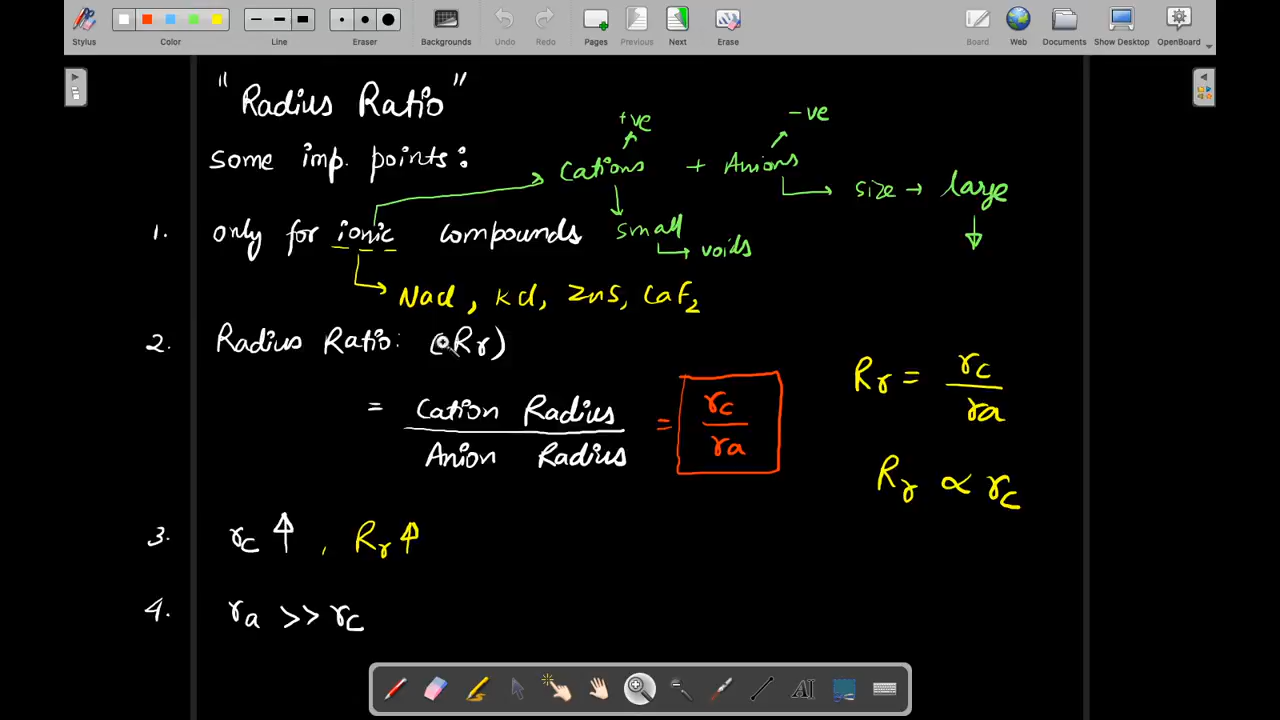 Stylus Color Line Eraser Backgrounds Undo Redo Pages Previous Next Erase Board Web Documents Show Desktop OpenBoard
"Radius Ratio"
+ve -ve
Some imp. points:
Cations + Anions
size → large
1. only for ionic compounds
small
voids
NaCl, KCl, ZnS, CaF2
2. Radius Ratio: (Rr)
= Cation Radius / Anion Radius = rc / ra
Rr = rc / ra
Rr ∝ rc
3. rc ↑, Rr ↑
4. ra >> rc